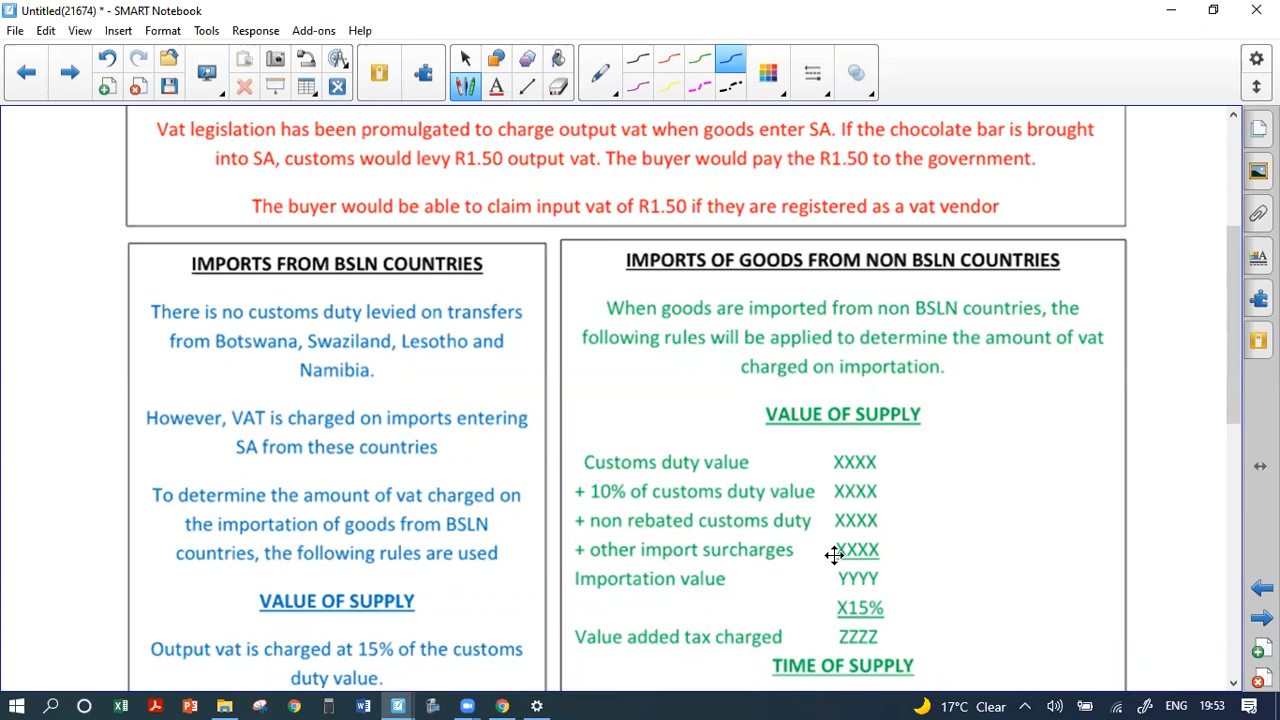 Untitled(21674) * - SMART Notebook
File Edit View Insert Format Tools Response Add-ons Help
Vat legislation has been promulgated to charge output vat when goods enter SA. If the chocolate bar is brought
into SA, customs would levy R1.50 output vat. The buyer would pay the R1.50 to the government.
The buyer would be able to claim input vat of R1.50 if they are registered as a vat vendor
IMPORTS FROM BSLN COUNTRIES
There is no customs duty levied on transfers
from Botswana, Swaziland, Lesotho and
Namibia.
However, VAT is charged on imports entering
SA from these countries
To determine the amount of vat charged on
the importation of goods from BSLN
countries, the following rules are used
VALUE OF SUPPLY
Output vat is charged at 15% of the customs
duty value.
IMPORTS OF GOODS FROM NON BSLN COUNTRIES
When goods are imported from non BSLN countries, the
following rules will be applied to determine the amount of vat
charged on importation.
VALUE OF SUPPLY
Customs duty value XXXX
+ 10% of customs duty value XXXX
+ non rebated customs duty XXXX
+ other import surcharges XXXX
Importation value YYYY
X15%
Value added tax charged ZZZZ
TIME OF SUPPLY
17°C Clear ENG 19:53